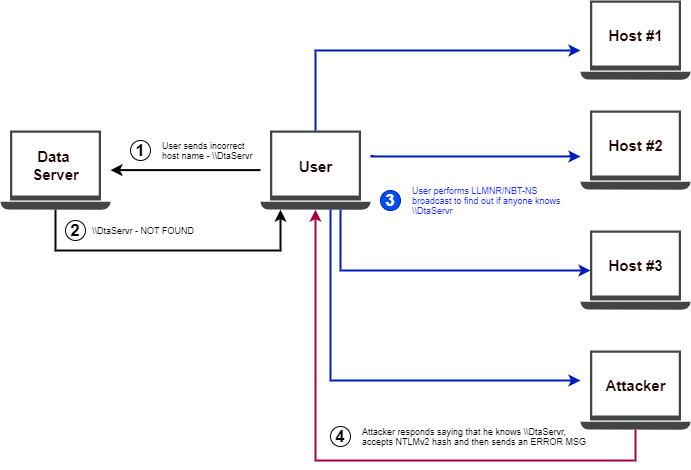 Host #1
1
User sends incorrect
host name - \\DtaServr
Data
Server
User
Host #2
3
User performs LLMNR/NBT-NS
broadcast to find out if anyone knows
\\DtaServr
2
\\DtaServr - NOT FOUND
Host #3
Attacker
4
Attacker responds saying that he knows \\DtaServr,
accepts NTLMv2 hash and then sends an ERROR MSG